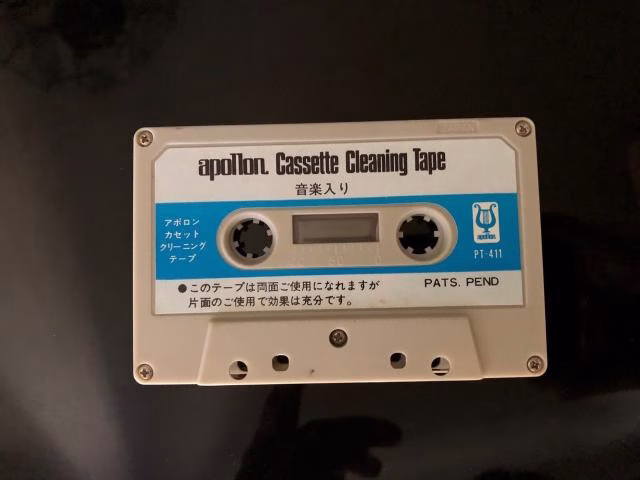 JAPAN
apollon Cassette Cleaning Tape
音楽入り
アポロン
カセット
クリーニング
テープ
apollon
PT-411
●このテープは両面ご使用になれますが
片面のご使用で効果は充分です。
PATS. PEND